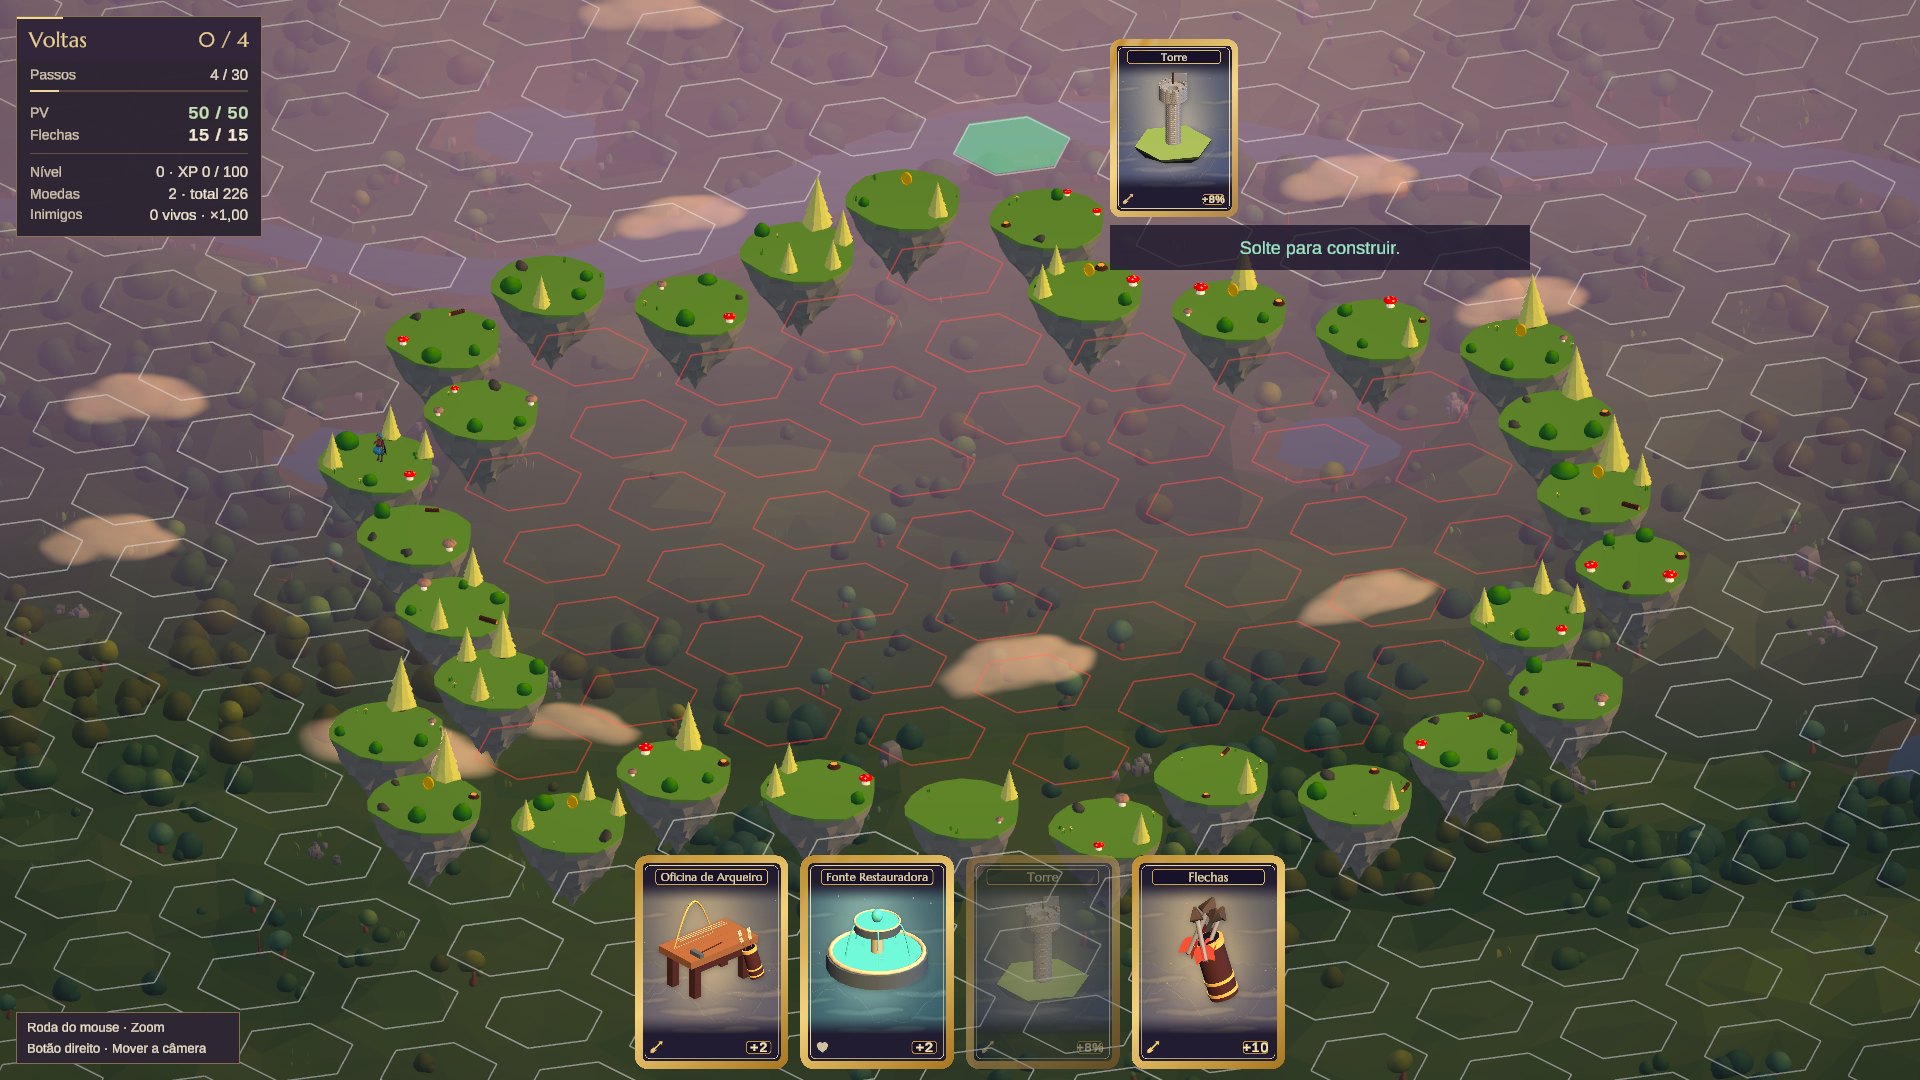 Voltas 0 / 4
Passos 4 / 30
PV 50 / 50
Flechas 15 / 15
Nível 0 · XP 0 / 100
Moedas 2 · total 226
Inimigos 0 vivos · ×1,00
Torre
+8%
Solte para construir.
Oficina de Arqueiro
+2
Fonte Restauradora
+2
Torre
+8%
Flechas
+10
Roda do mouse · Zoom
Botão direito · Mover a câmera